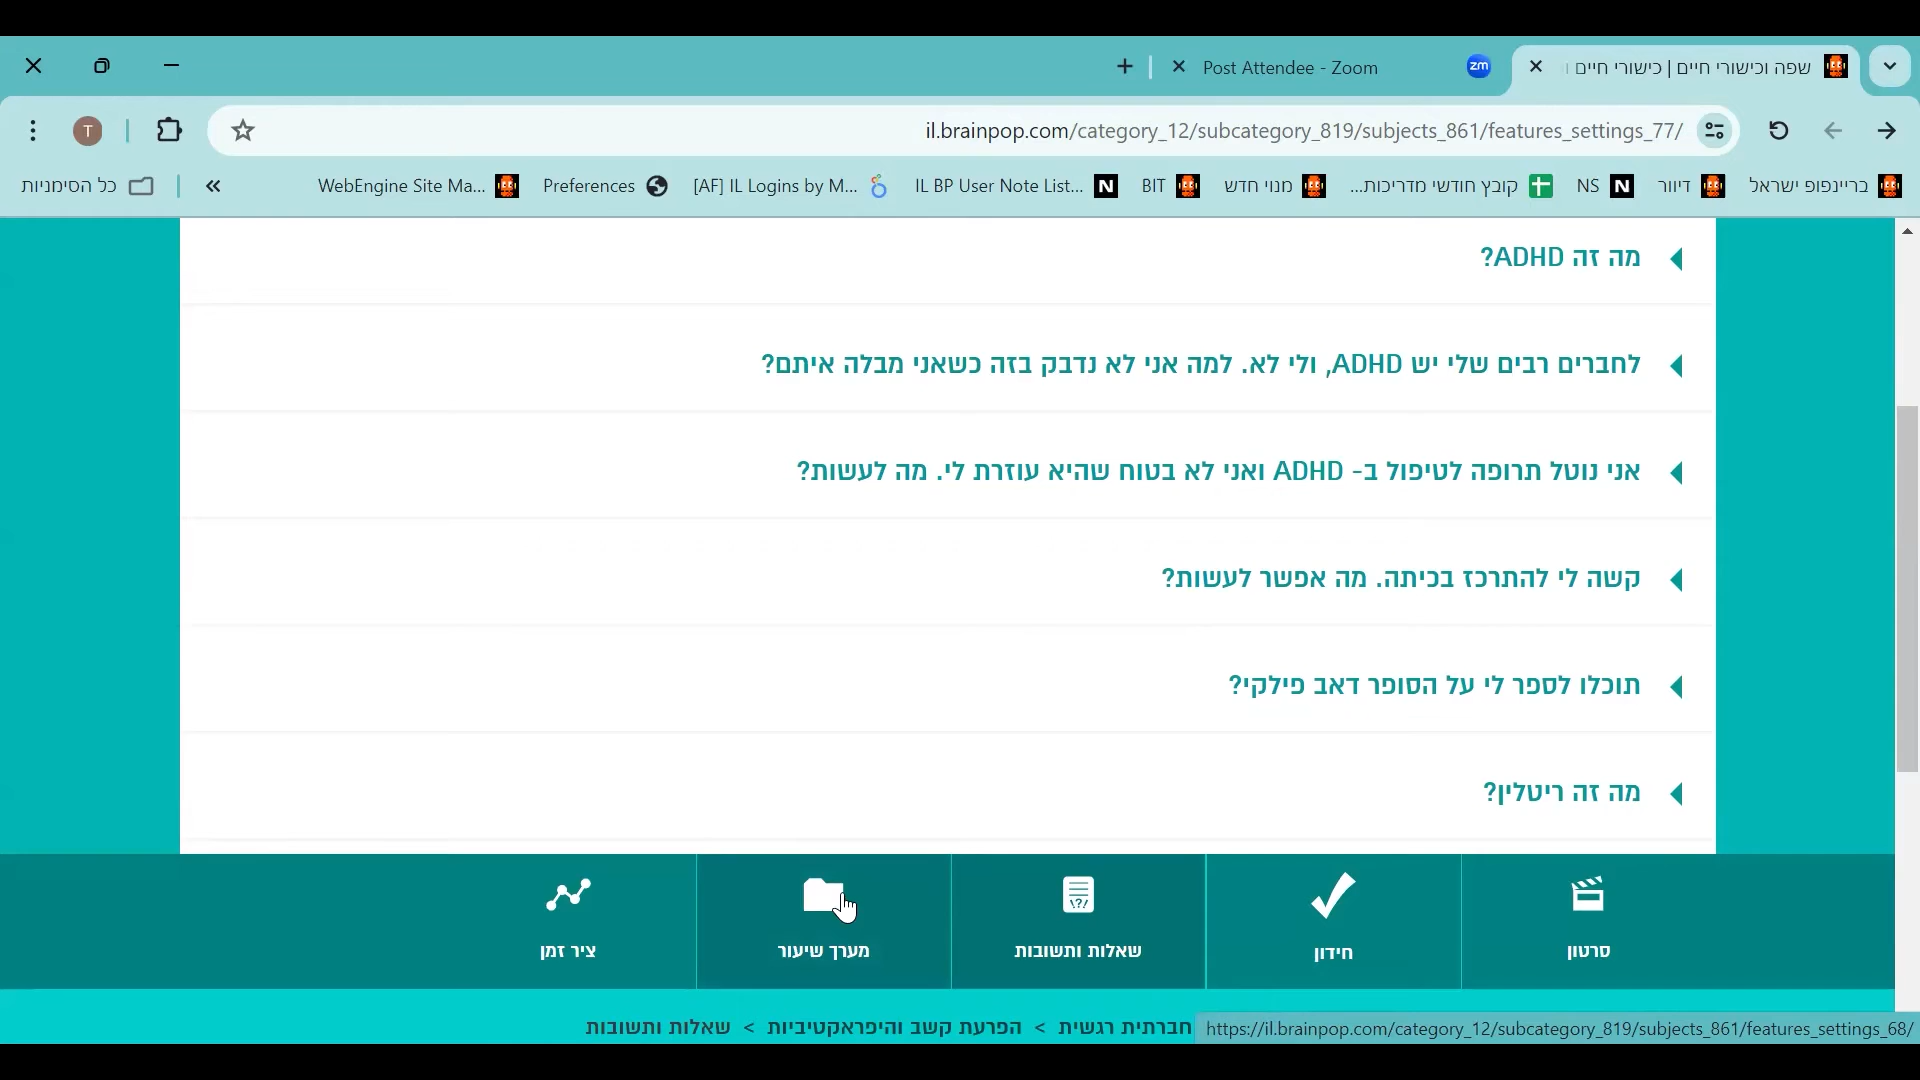 שפה וכישורי חיים | כישורי חיים ו
Post Attendee - Zoom
zm
il.brainpop.com/category_12/subcategory_819/subjects_861/features_settings_77/
T
בריינפופ ישראל
דיוור
NS
קובץ חודשי מדריכות...
מנוי חדש
BIT
IL BP User Note List...
[AF] IL Logins by M...
Preferences
WebEngine Site Ma...
כל הסימניות
מה זה ADHD?
לחברים רבים שלי יש ADHD, ולי לא. למה אני לא נדבק בזה כשאני מבלה איתם?
אני נוטל תרופה לטיפול ב- ADHD ואני לא בטוח שהיא עוזרת לי. מה לעשות?
קשה לי להתרכז בכיתה. מה אפשר לעשות?
תוכלו לספר לי על הסופר דאב פילקי?
מה זה ריטלין?
סרטון
חידון
שאלות ותשובות
מערך שיעור
ציר זמן
חברתית רגשית > הפרעת קשב והיפראקטיביות > שאלות ותשובות
https://il.brainpop.com/category_12/subcategory_819/subjects_861/features_settings_68/